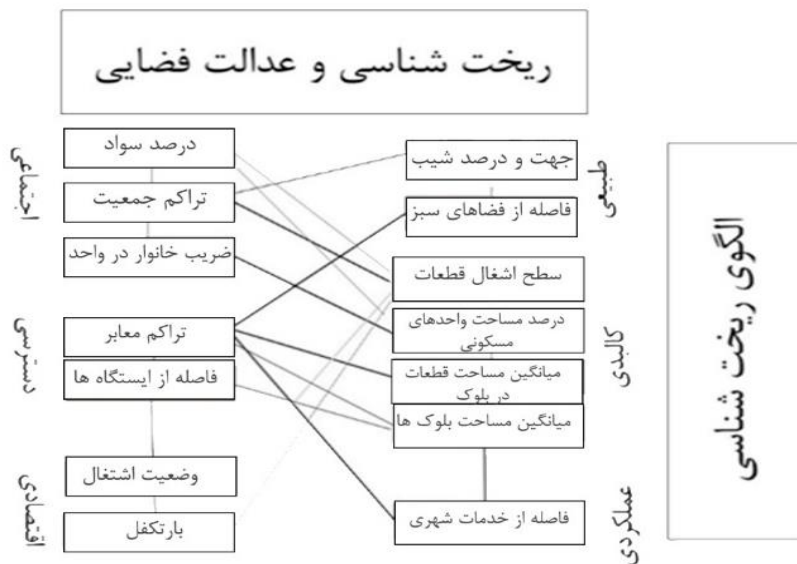 ریخت شناسی و عدالت فضایی
الگوی ریخت شناسی
طبیعی
جهت و درصد شیب
فاصله از فضاهای سبز
کالبدی
سطح اشغال قطعات
درصد مساحت واحدهای
مسکونی
میانگین مساحت قطعات
در بلوک
میانگین مساحت بلوک ها
عملکردی
فاصله از خدمات شهری
اجتماعی
درصد سواد
تراکم جمعیت
ضریب خانوار در واحد
دسترسی
تراکم معابر
فاصله از ایستگاه ها
اقتصادی
وضعیت اشتغال
بارتکفل